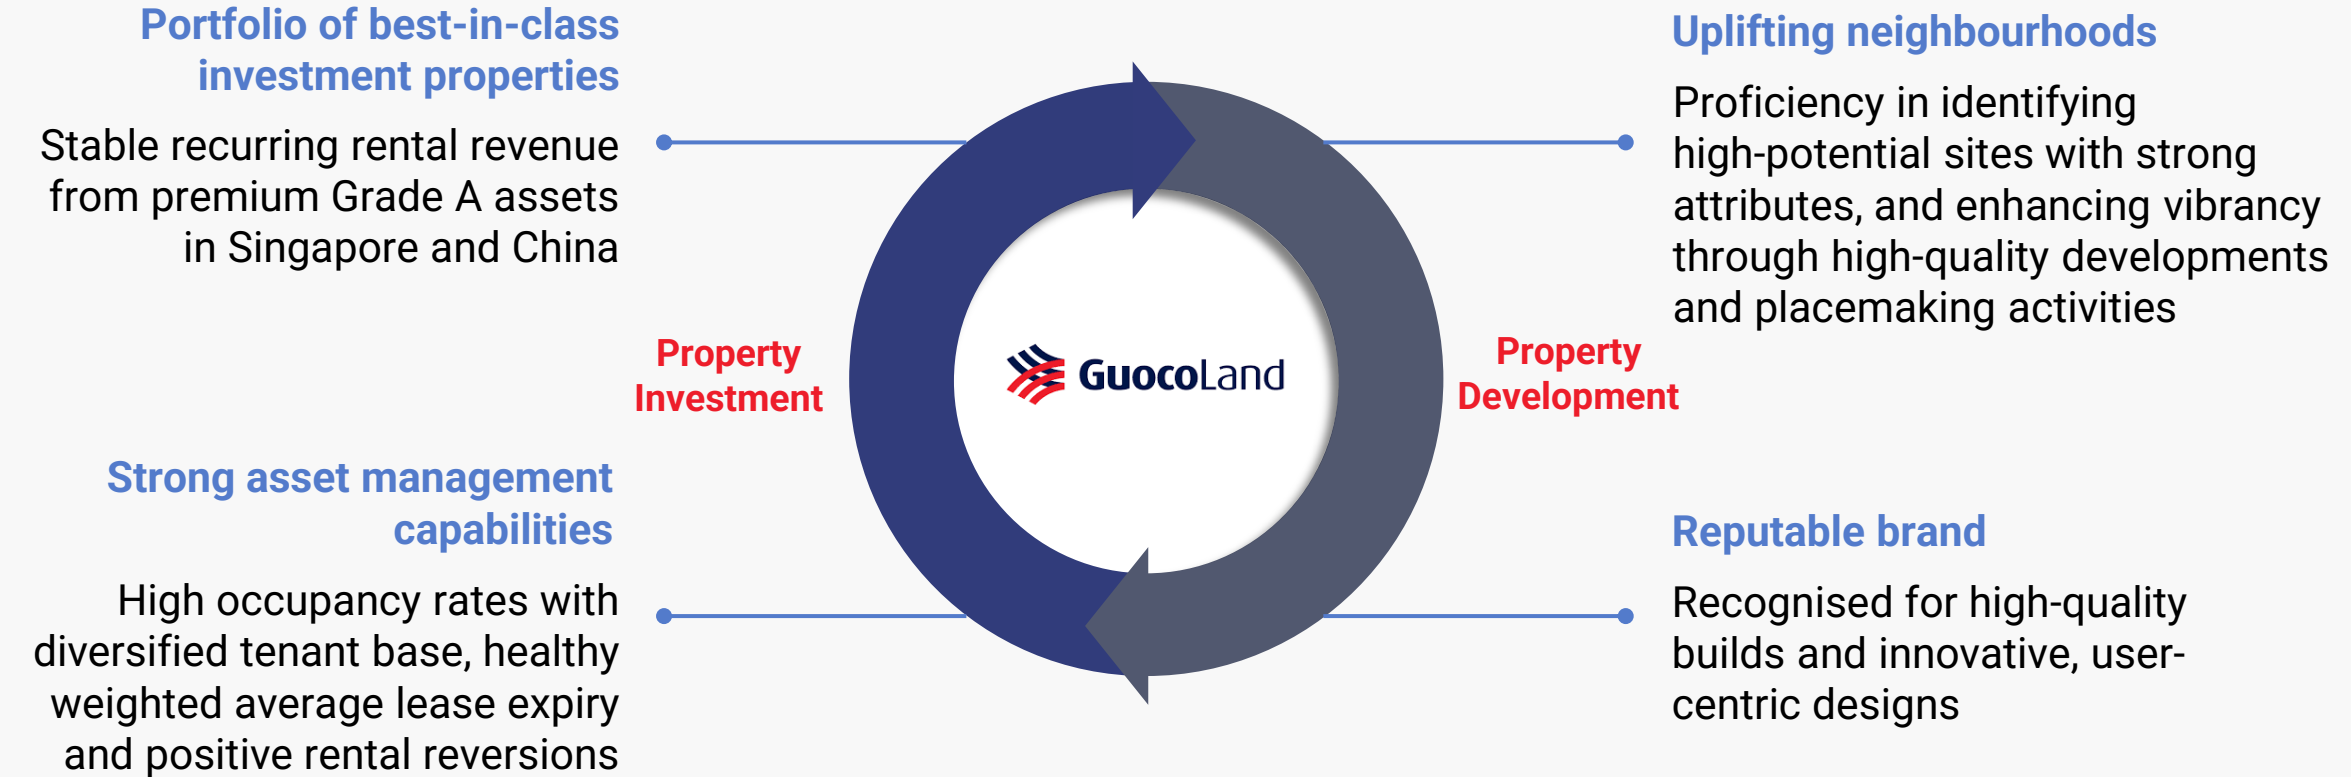 Portfolio of best-in-class
investment properties
Stable recurring rental revenue
from premium Grade A assets
in Singapore and China
Property
Investment
Strong asset management
capabilities
High occupancy rates with
diversified tenant base, healthy
weighted average lease expiry
and positive rental reversions
GuocoLand
Uplifting neighbourhoods
Proficiency in identifying
high-potential sites with strong
attributes, and enhancing vibrancy
through high-quality developments
and placemaking activities
Property
Development
Reputable brand
Recognised for high-quality
builds and innovative, user-
centric designs